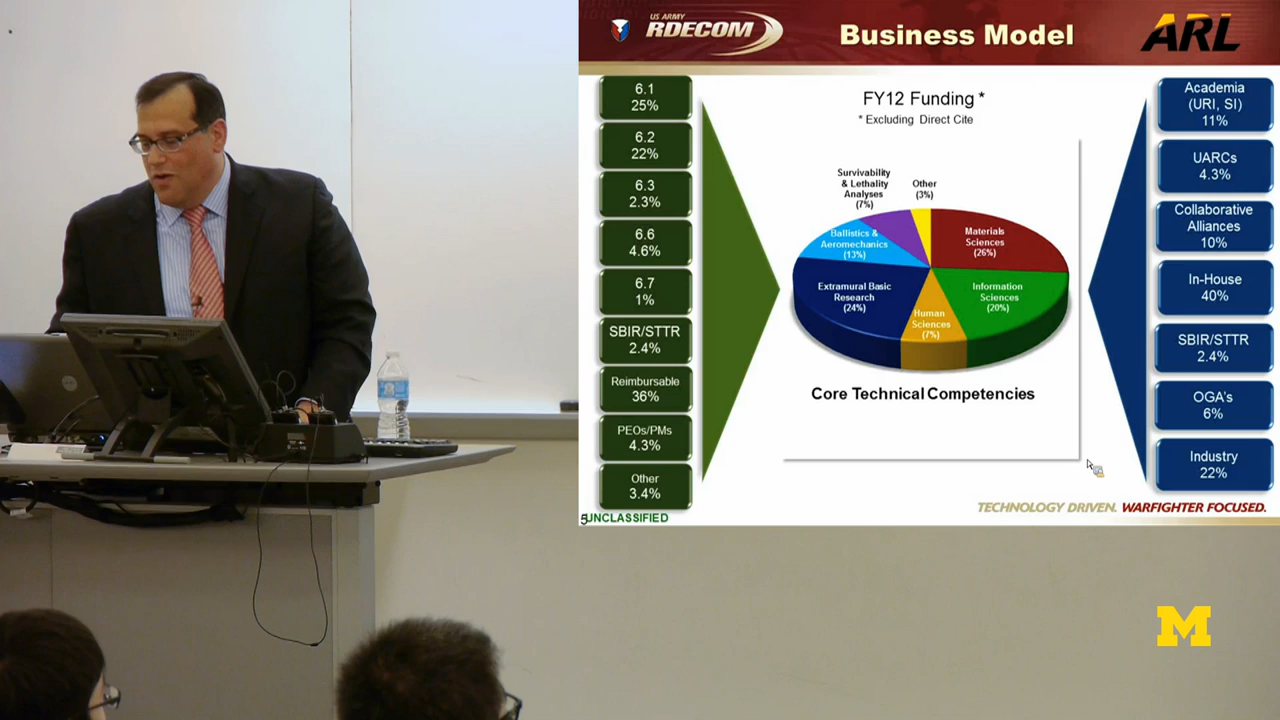 US ARMY
RDECOM
Business Model
ARL
6.1
25%
6.2
22%
6.3
2.3%
6.6
4.6%
6.7
1%
SBIR/STTR
2.4%
Reimbursable
36%
PEOs/PMs
4.3%
Other
3.4%
FY12 Funding *
* Excluding Direct Cite
Survivability
& Lethality
Analyses
(7%)
Other
(3%)
Ballistics &
Aeromechanics
(13%)
Materials
Sciences
(26%)
Extramural Basic
Research
(24%)
Human
Sciences
(7%)
Information
Sciences
(20%)
Core Technical Competencies
Academia
(URI, SI)
11%
UARCs
4.3%
Collaborative
Alliances
10%
In-House
40%
SBIR/STTR
2.4%
OGA's
6%
Industry
22%
TECHNOLOGY DRIVEN. WARFIGHTER FOCUSED.
5
UNCLASSIFIED
M